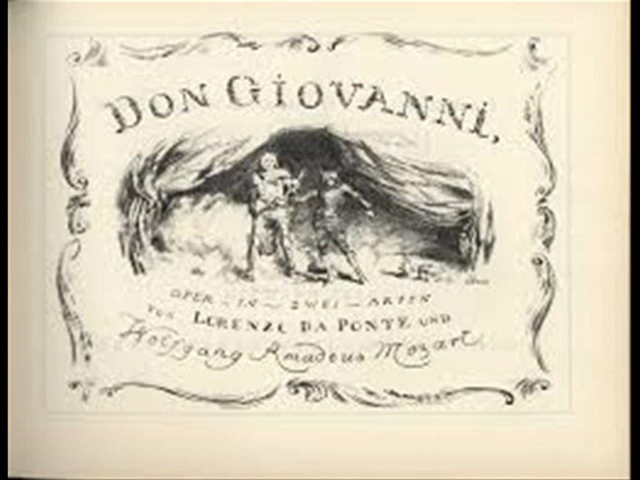 DON GIOVANNI,
OPER – IN – ZWEI – AKTEN
VON LORENZO DA PONTE UND
Wolfgang Amadeus Mozart